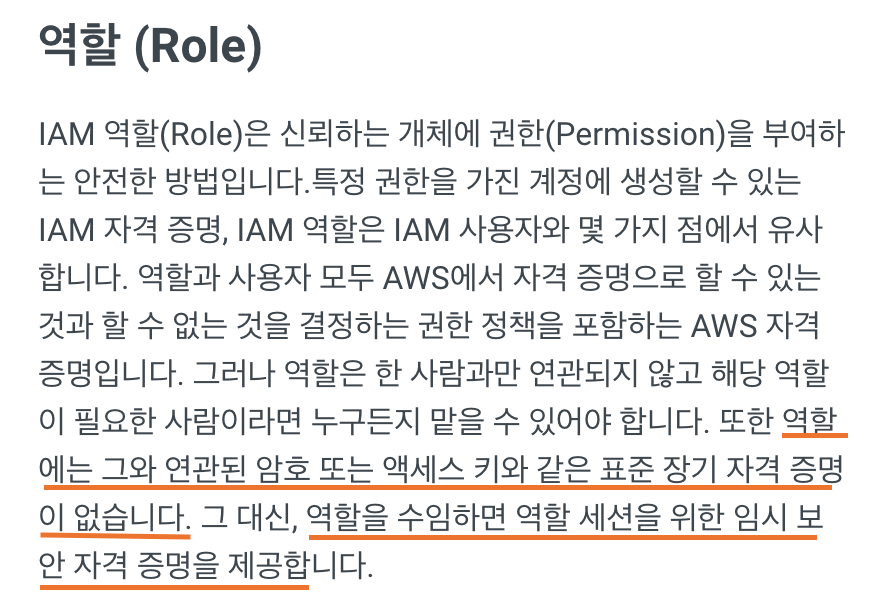 역할 (Role)
IAM 역할(Role)은 신뢰하는 개체에 권한(Permission)을 부여하
는 안전한 방법입니다.특정 권한을 가진 계정에 생성할 수 있는
IAM 자격 증명, IAM 역할은 IAM 사용자와 몇 가지 점에서 유사
합니다. 역할과 사용자 모두 AWS에서 자격 증명으로 할 수 있는
것과 할 수 없는 것을 결정하는 권한 정책을 포함하는 AWS 자격
증명입니다. 그러나 역할은 한 사람과만 연관되지 않고 해당 역할
이 필요한 사람이라면 누구든지 맡을 수 있어야 합니다. 또한 역할
에는 그와 연관된 암호 또는 액세스 키와 같은 표준 장기 자격 증명
이 없습니다. 그 대신, 역할을 수임하면 역할 세션을 위한 임시 보
안 자격 증명을 제공합니다.